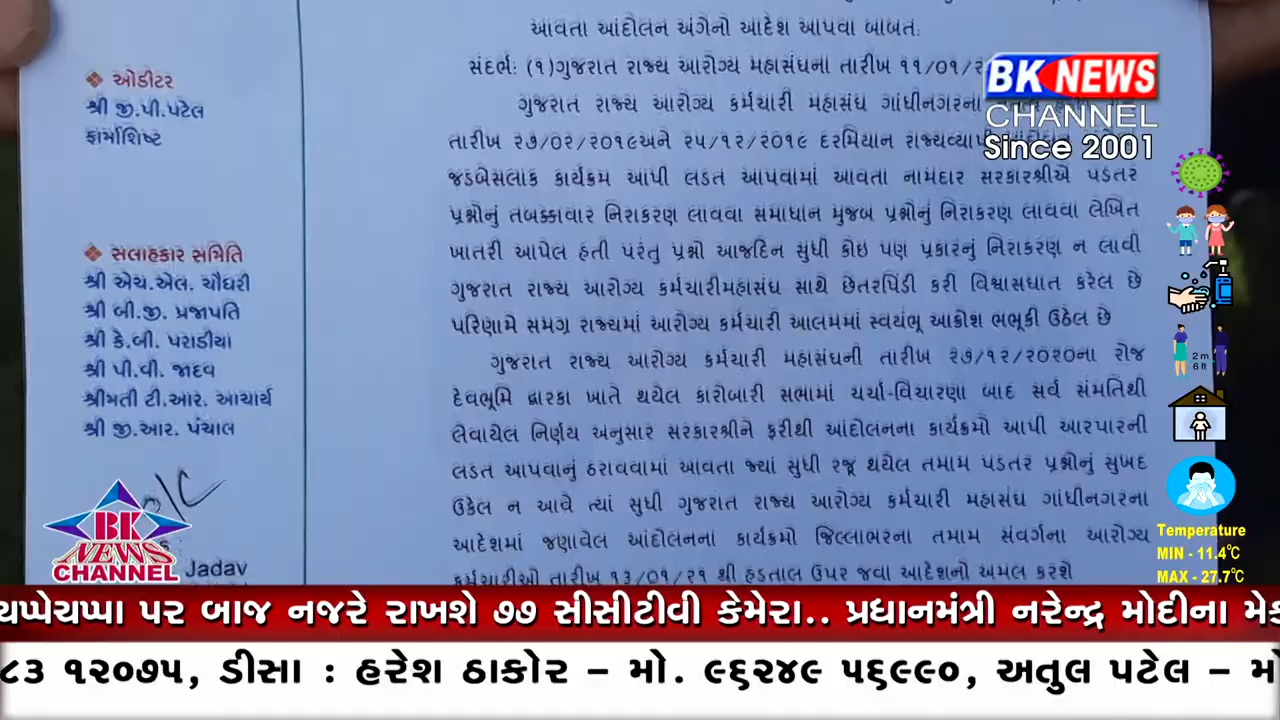 આવતા આંદોલન અંગેનો આદેશ આપવા બાબત.
સંદર્ભ: (૧)ગુજરાત રાજ્ય આરોગ્ય મહાસંઘના તારીખ ૧૧/૦૧/૨
ગુજરાત રાજ્ય આરોગ્ય કર્મચારી મહાસંઘ ગાંધીનગરના
તારીખ ૨૭/૦૨/૨૦૧૯અને ૨૫/૧૨/૨૦૧૯ દરમિયાન રાજ્યવ્યાપી
જડબેસલાક કાર્યક્રમ આપી લડત આપવામાં આવતા નામદાર સરકારશ્રીએ પડતર
પ્રશ્નોનું તબક્કાવાર નિરાકરણ લાવવા સમાધાન મુજબ પ્રશ્નોનું નિરાકરણ લાવવા લેખિત
ખાતરી આપેલ હતી પરંતુ પ્રશ્નો આજદિન સુધી કોઇ પણ પ્રકારનું નિરાકરણ ન લાવી
ગુજરાત રાજ્ય આરોગ્ય કર્મચારીમહાસંઘ સાથે છેતરપિંડી કરી વિશ્વાસઘાત કરેલ છે
પરિણામે સમગ્ર રાજ્યમાં આરોગ્ય કર્મચારી આલમમાં સ્વયંભૂ આક્રોશ ભભૂકી ઉઠેલ છે
ગુજરાત રાજ્ય આરોગ્ય કર્મચારી મહાસંઘની તારીખ ૨૭/૧૨/૨૦૨૦ના રોજ
દેવભૂમિ દ્વારકા ખાતે થયેલ કારોબારી સભામાં ચર્ચા-વિચારણા બાદ સર્વ સંમતિથી
લેવાયેલ નિર્ણય અનુસાર સરકારશ્રીને ફરીથી આંદોલનના કાર્યક્રમો આપી આરપારની
લડત આપવાનું ઠરાવવામાં આવતા જ્યાં સુધી રજૂ થયેલ તમામ પડતર પ્રશ્નોનું સુખદ
ઉકેલ ન આવે ત્યાં સુધી ગુજરાત રાજ્ય આરોગ્ય કર્મચારી મહાસંઘ ગાંધીનગરના
આદેશમાં જણાવેલ આંદોલનના કાર્યક્રમો જિલ્લાભરના તમામ સંવર્ગના આરોગ્ય
કર્મચારીઓ તારીખ ૧૩/૦૧/૨૧ થી હડતાલ ઉપર જવા આદેશનો અમલ કરશે
❖ ઓડીટર
શ્રી જી.પી.પટેલ
ફાર્માશિષ્ટ
❖ સલાહકાર સમિતિ
શ્રી એચ.એલ. ચૌધરી
શ્રી બી.જી. પ્રજાપતિ
શ્રી કે.બી. પરાડીયા
શ્રી પી.વી. જાદવ
શ્રીમતી ટી.આર. આચાર્ય
શ્રી જી.આર. પંચાલ
Jadav
BK NEWS
CHANNEL
Since 2001
2 m
6 ft
Temperature
MIN - 11.4℃
MAX - 27.7℃
BK
NEWS
CHANNEL
ચપ્પેચપ્પા પર બાજ નજરે રાખશે ૭૭ સીસીટીવી કેમેરા.. પ્રધાનમંત્રી નરેન્દ્ર મોદીના
૮૩ ૧૨૦૭૫, ડીસા : હરેશ ઠાકોર – મો. ૯૬૨૪૯ ૫૬૯૯૦, અતુલ પટેલ –